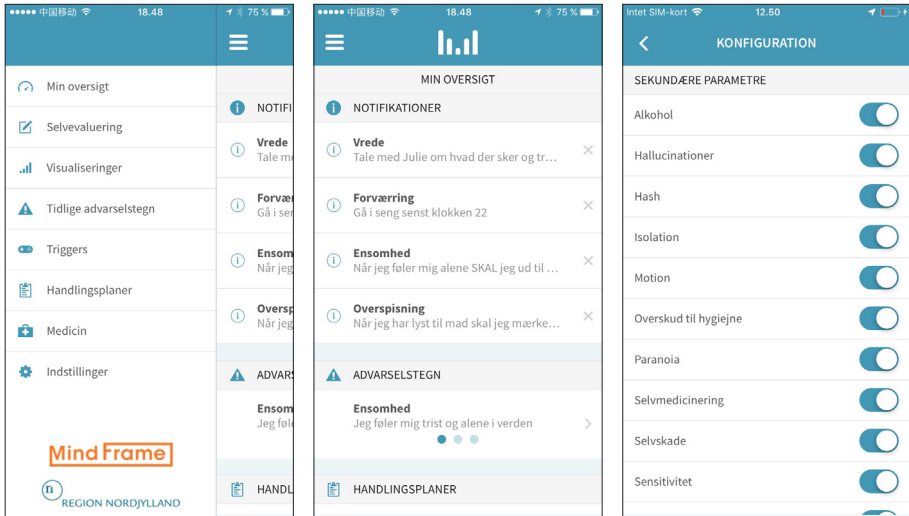 中国移动 18.48 75 %
Min oversigt
Selvevaluering
Visualiseringer
Tidlige advarselstegn
Triggers
Handlingsplaner
Medicin
Indstillinger
Mind Frame
n
REGION NORDJYLLAND
NOTIFI
Vrede
Tale me
Forvær
Gå i sen
Ensom
Når jeg
Oversp
Når jeg
ADVARS
Ensom
Jeg føle
HANDL
中国移动 18.48 75 %
MIN OVERSIGT
NOTIFIKATIONER
Vrede
Tale med Julie om hvad der sker og tr…
Forværring
Gå i seng senst klokken 22
Ensomhed
Når jeg føler mig alene SKAL jeg ud til …
Overspisning
Når jeg har lyst til mad skal jeg mærke…
ADVARSELSTEGN
Ensomhed
Jeg føler mig trist og alene i verden
HANDLINGSPLANER
Intet SIM-kort 12.50
KONFIGURATION
SEKUNDÆRE PARAMETRE
Alkohol
Hallucinationer
Hash
Isolation
Motion
Overskud til hygiejne
Paranoia
Selvmedicinering
Selvskade
Sensitivitet